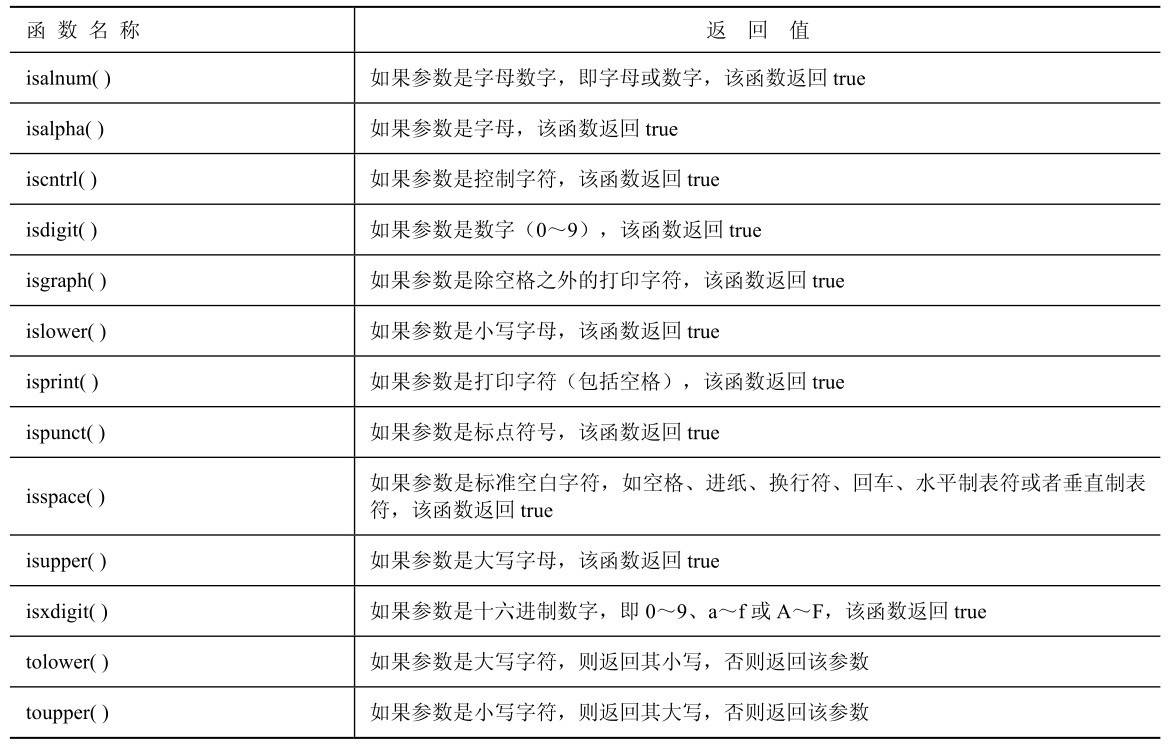 函数名称 返回值
isalnum( ) 如果参数是字母数字，即字母或数字，该函数返回 true
isalpha( ) 如果参数是字母，该函数返回 true
iscntrl( ) 如果参数是控制字符，该函数返回 true
isdigit( ) 如果参数是数字（0～9），该函数返回 true
isgraph( ) 如果参数是除空格之外的打印字符，该函数返回 true
islower( ) 如果参数是小写字母，该函数返回 true
isprint( ) 如果参数是打印字符（包括空格），该函数返回 true
ispunct( ) 如果参数是标点符号，该函数返回 true
isspace( ) 如果参数是标准空白字符，如空格、进纸、换行符、回车、水平制表符或者垂直制表
符，该函数返回 true
isupper( ) 如果参数是大写字母，该函数返回 true
isxdigit( ) 如果参数是十六进制数字，即 0～9、a～f 或 A～F，该函数返回 true
tolower( ) 如果参数是大写字符，则返回其小写，否则返回该参数
toupper( ) 如果参数是小写字符，则返回其大写，否则返回该参数